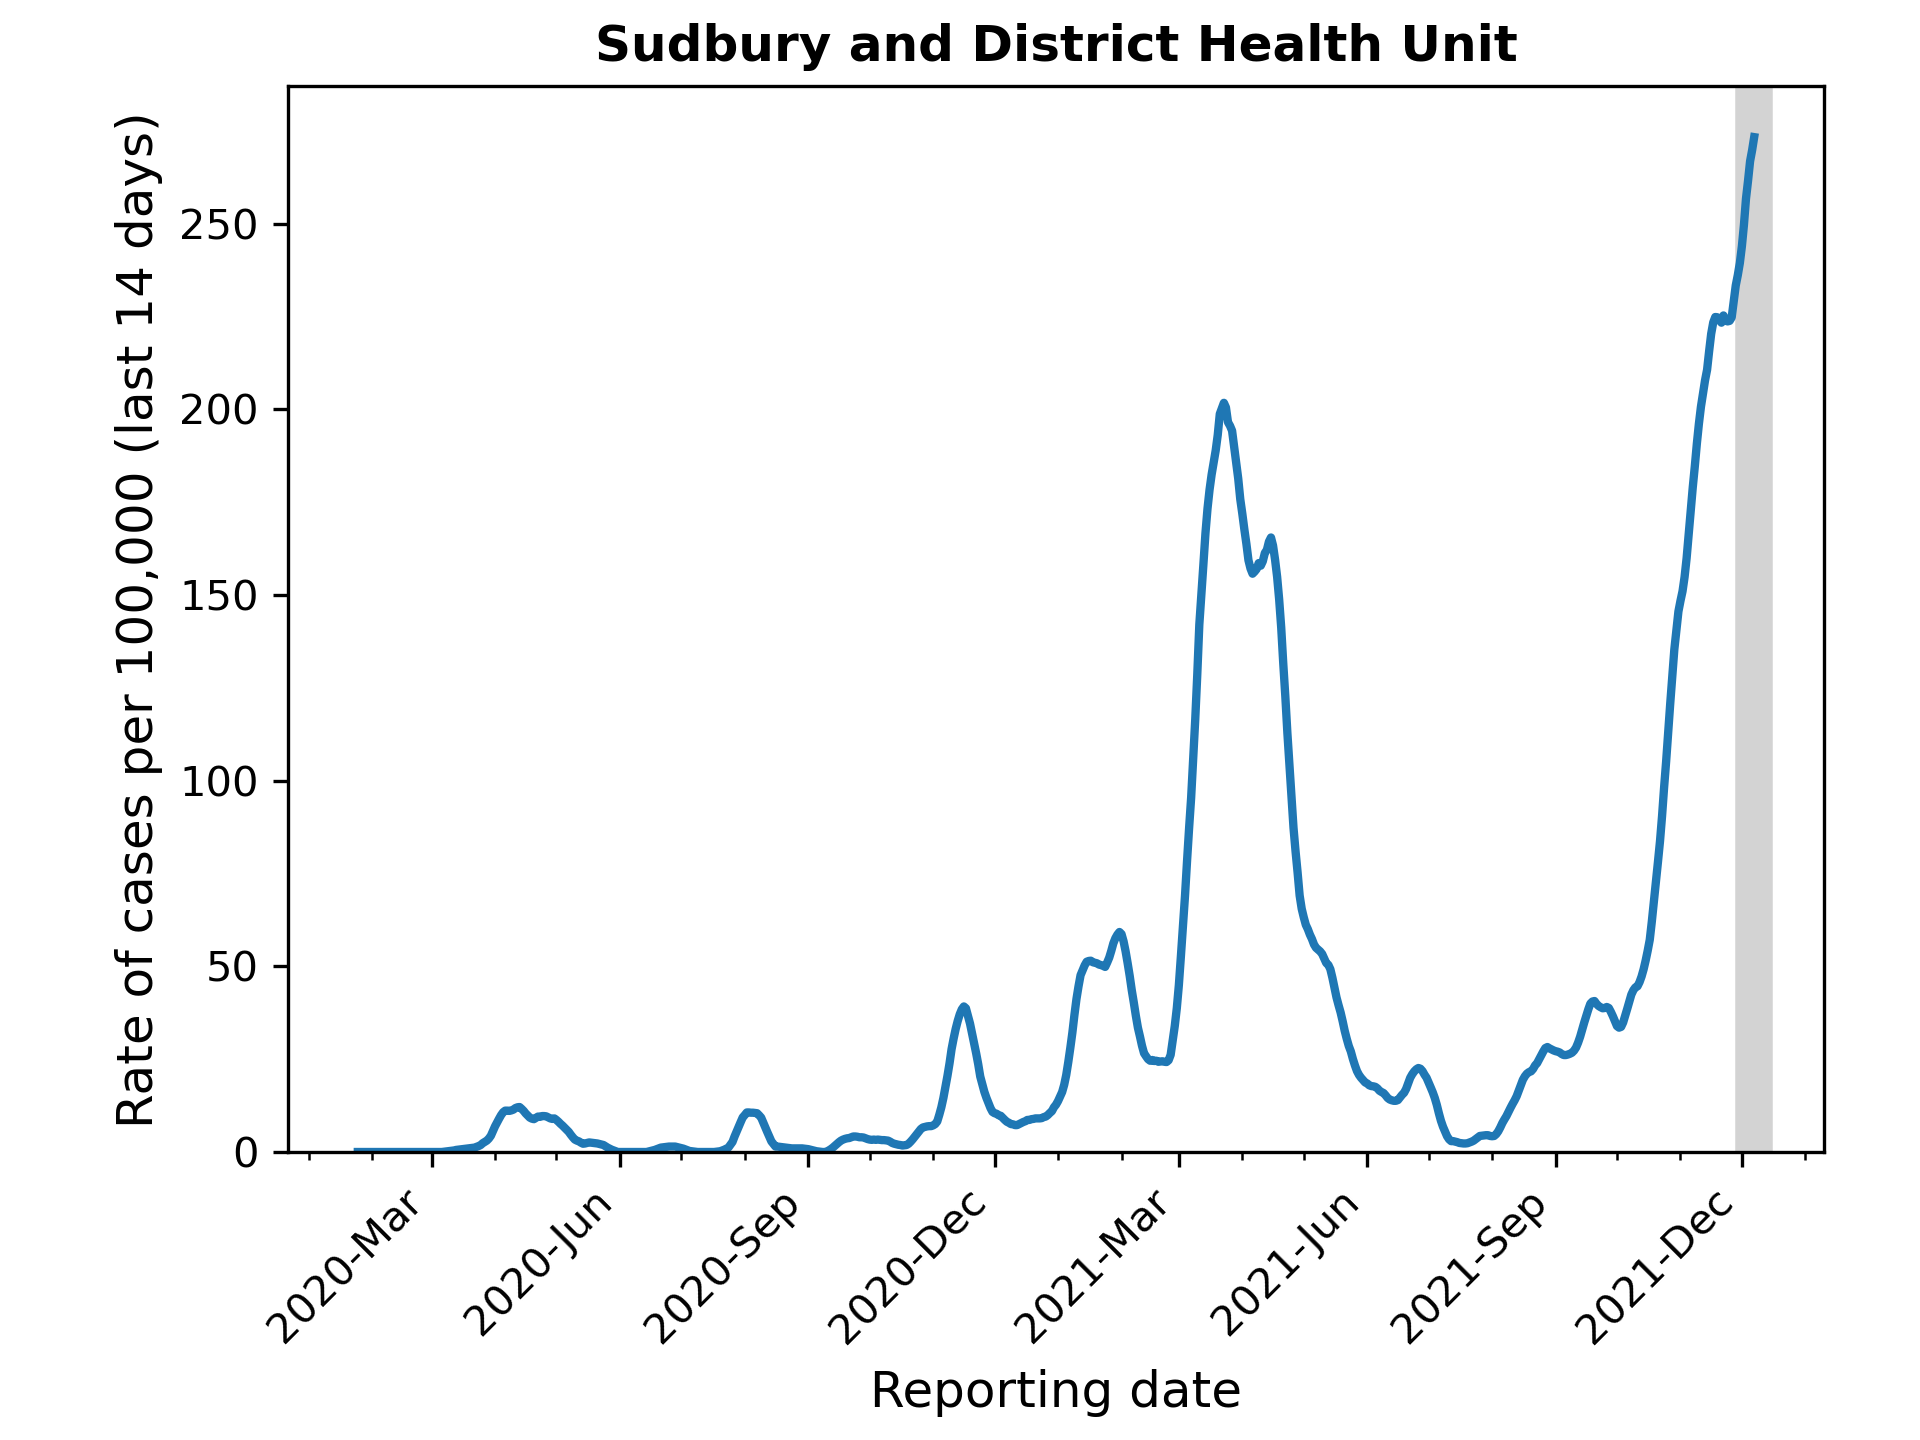 Sudbury and District Health Unit
Rate of cases per 100,000 (last 14 days)
250
200
150
100
50
0
2020-Mar
2020-Jun
2020-Sep
2020-Dec
2021-Mar
2021-Jun
2021-Sep
2021-Dec
Reporting date